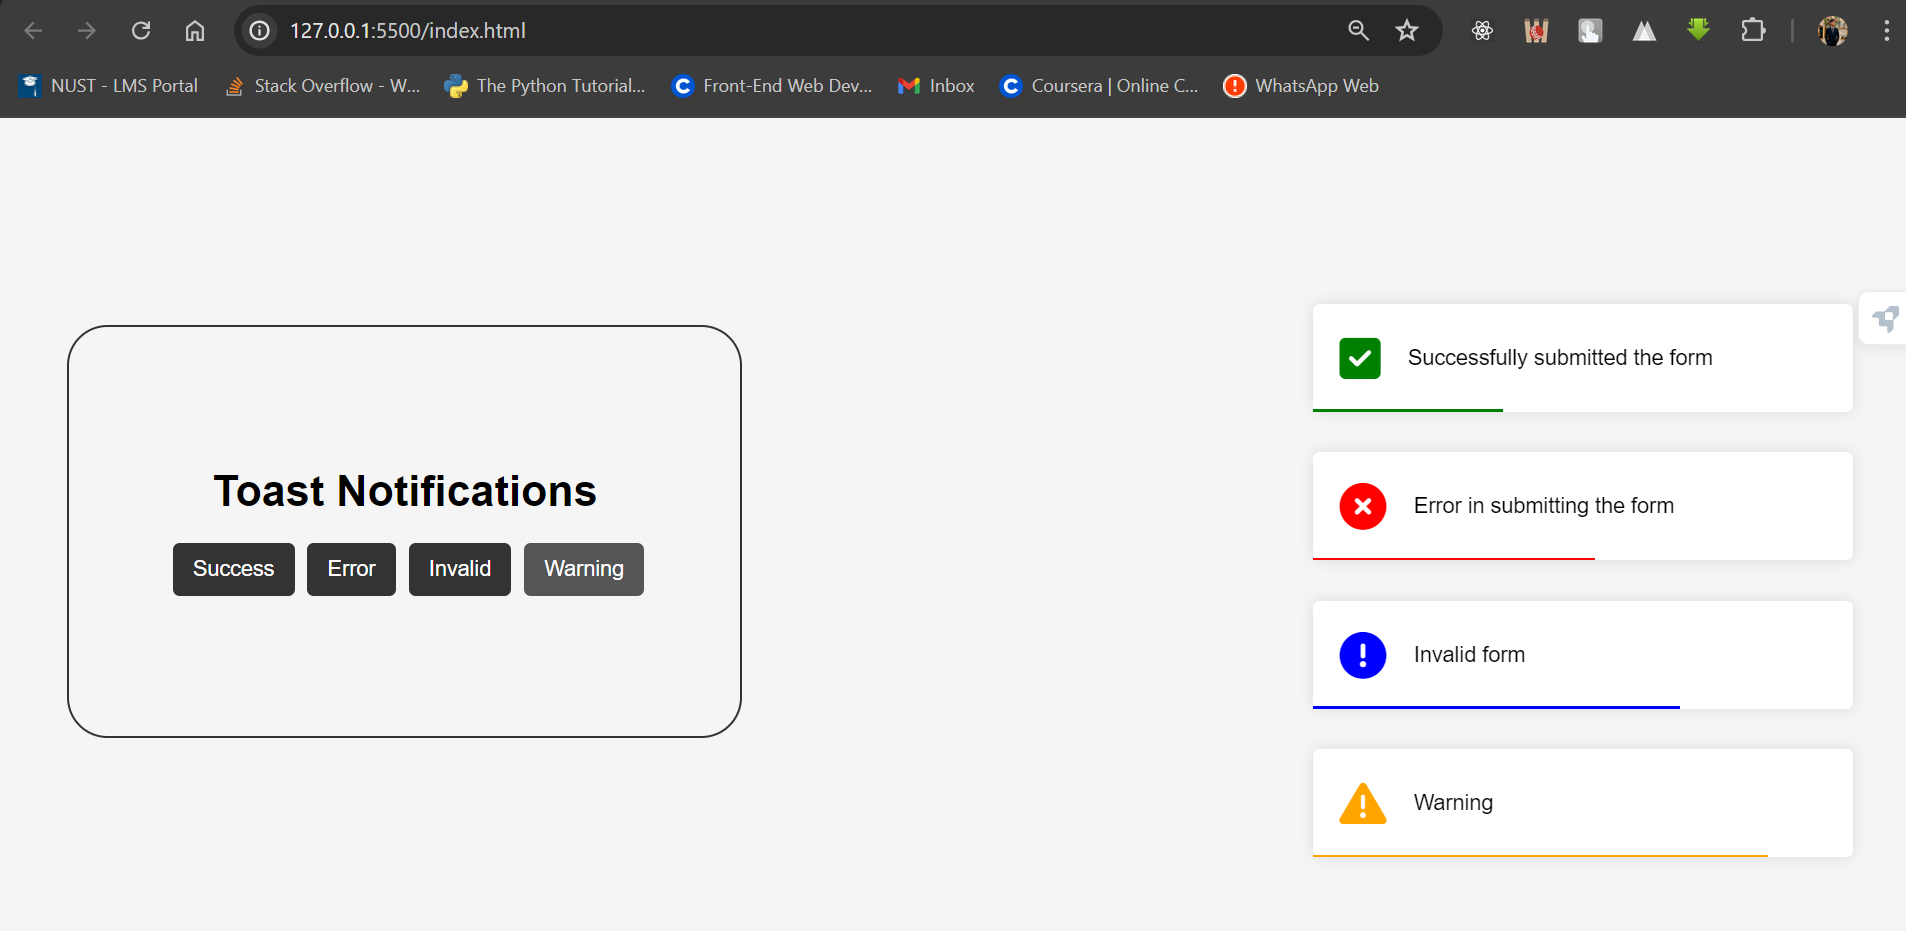 127.0.0.1:5500/index.html
NUST - LMS Portal
Stack Overflow - W...
The Python Tutorial...
Front-End Web Dev...
Inbox
Coursera | Online C...
WhatsApp Web
Toast Notifications
Success
Error
Invalid
Warning
Successfully submitted the form
Error in submitting the form
Invalid form
Warning